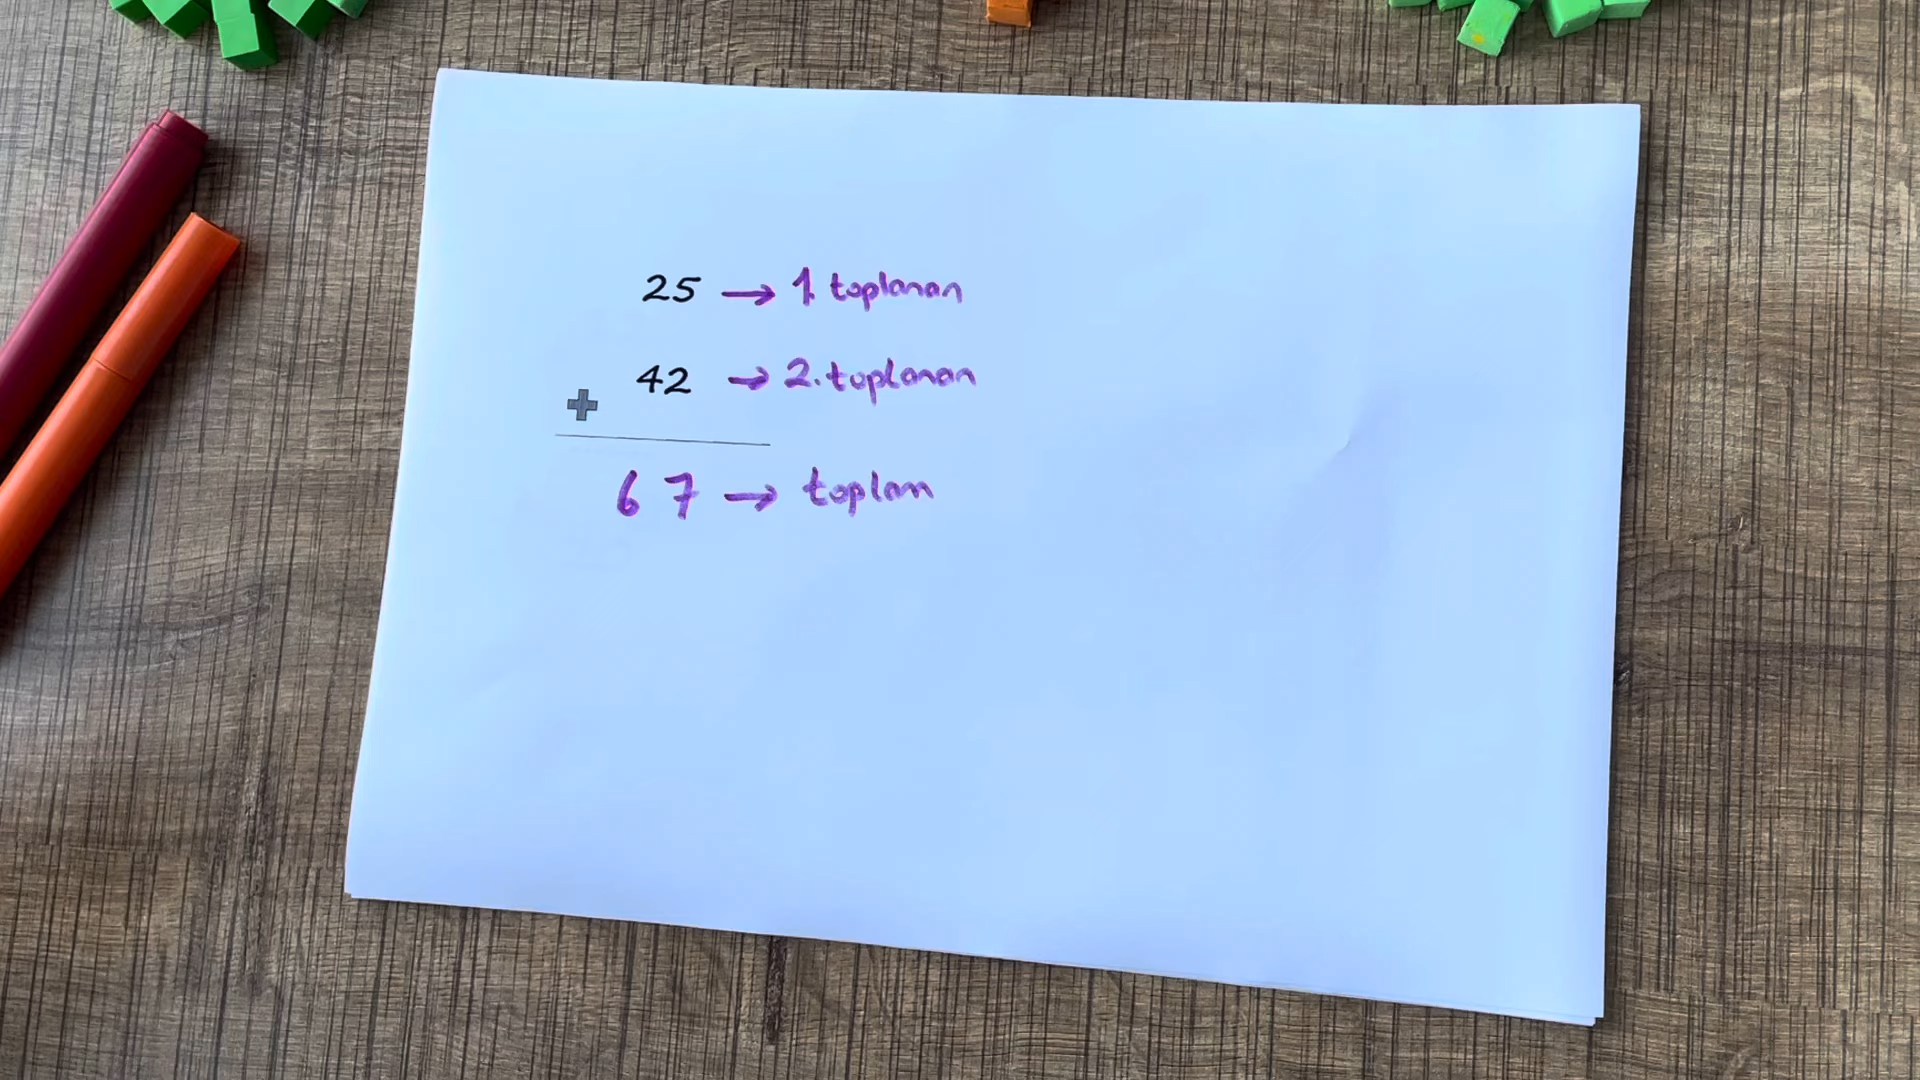 25 → 1. toplanan
42 → 2. toplanan
+
67 → toplam